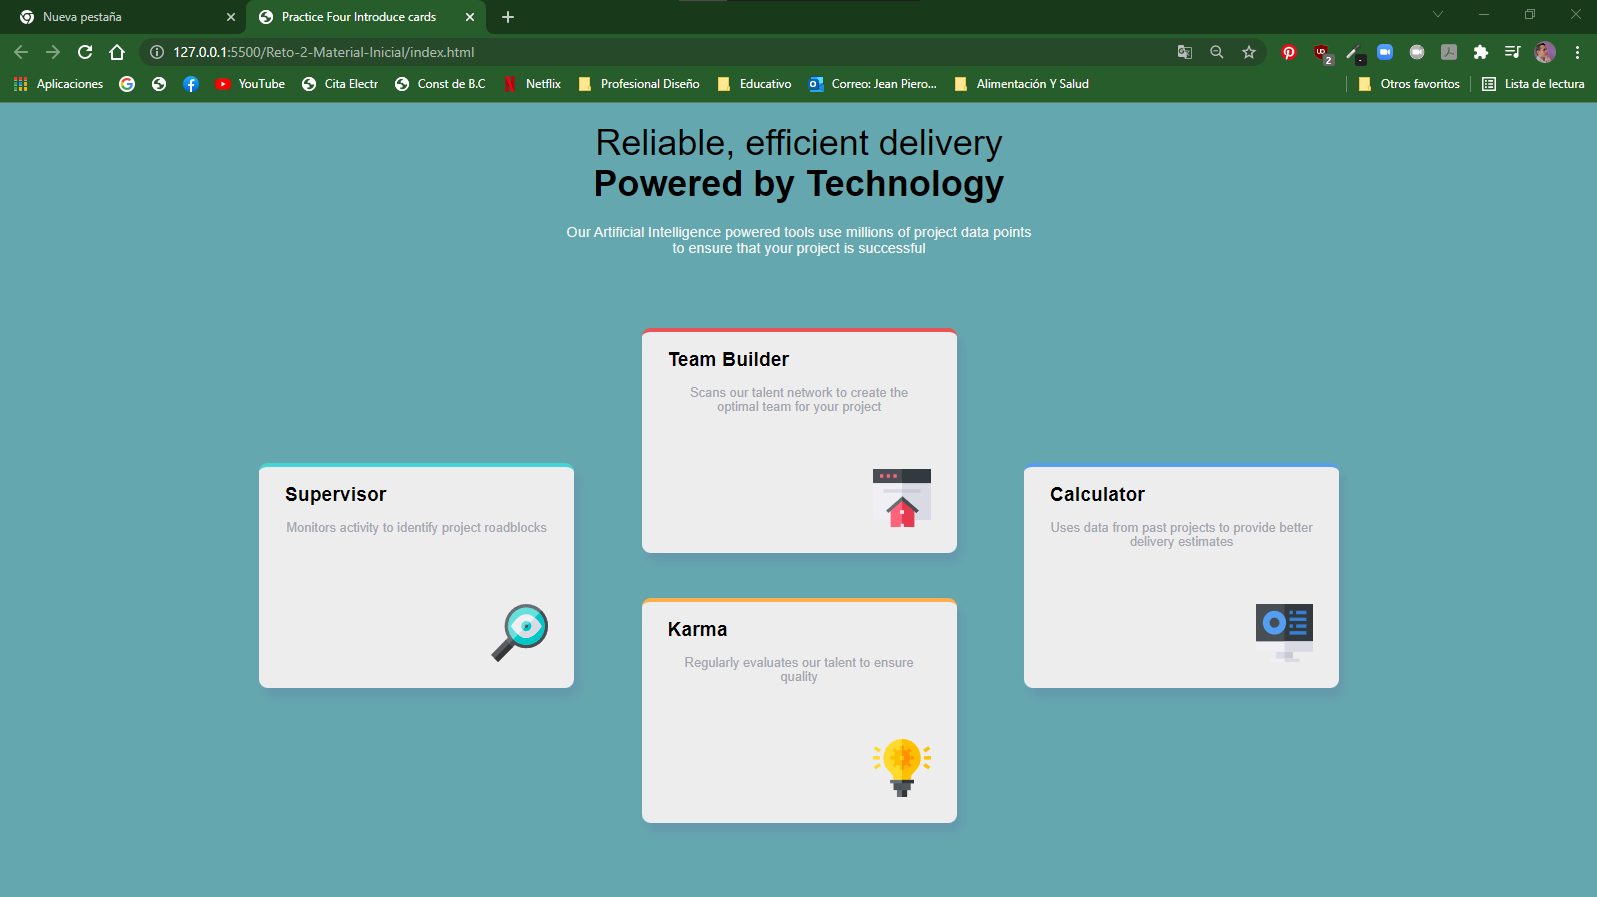 Nueva pestaña
Practice Four Introduce cards
127.0.0.1:5500/Reto-2-Material-Inicial/index.html
2
Aplicaciones
YouTube
Cita Electr
Const de B.C
Netflix
Profesional Diseño
Educativo
Correo: Jean Piero...
Alimentación Y Salud
Otros favoritos
Lista de lectura
Reliable, efficient delivery
Powered by Technology
Our Artificial Intelligence powered tools use millions of project data points
to ensure that your project is successful
Team Builder
Scans our talent network to create the
optimal team for your project
Supervisor
Monitors activity to identify project roadblocks
Calculator
Uses data from past projects to provide better
delivery estimates
Karma
Regularly evaluates our talent to ensure
quality